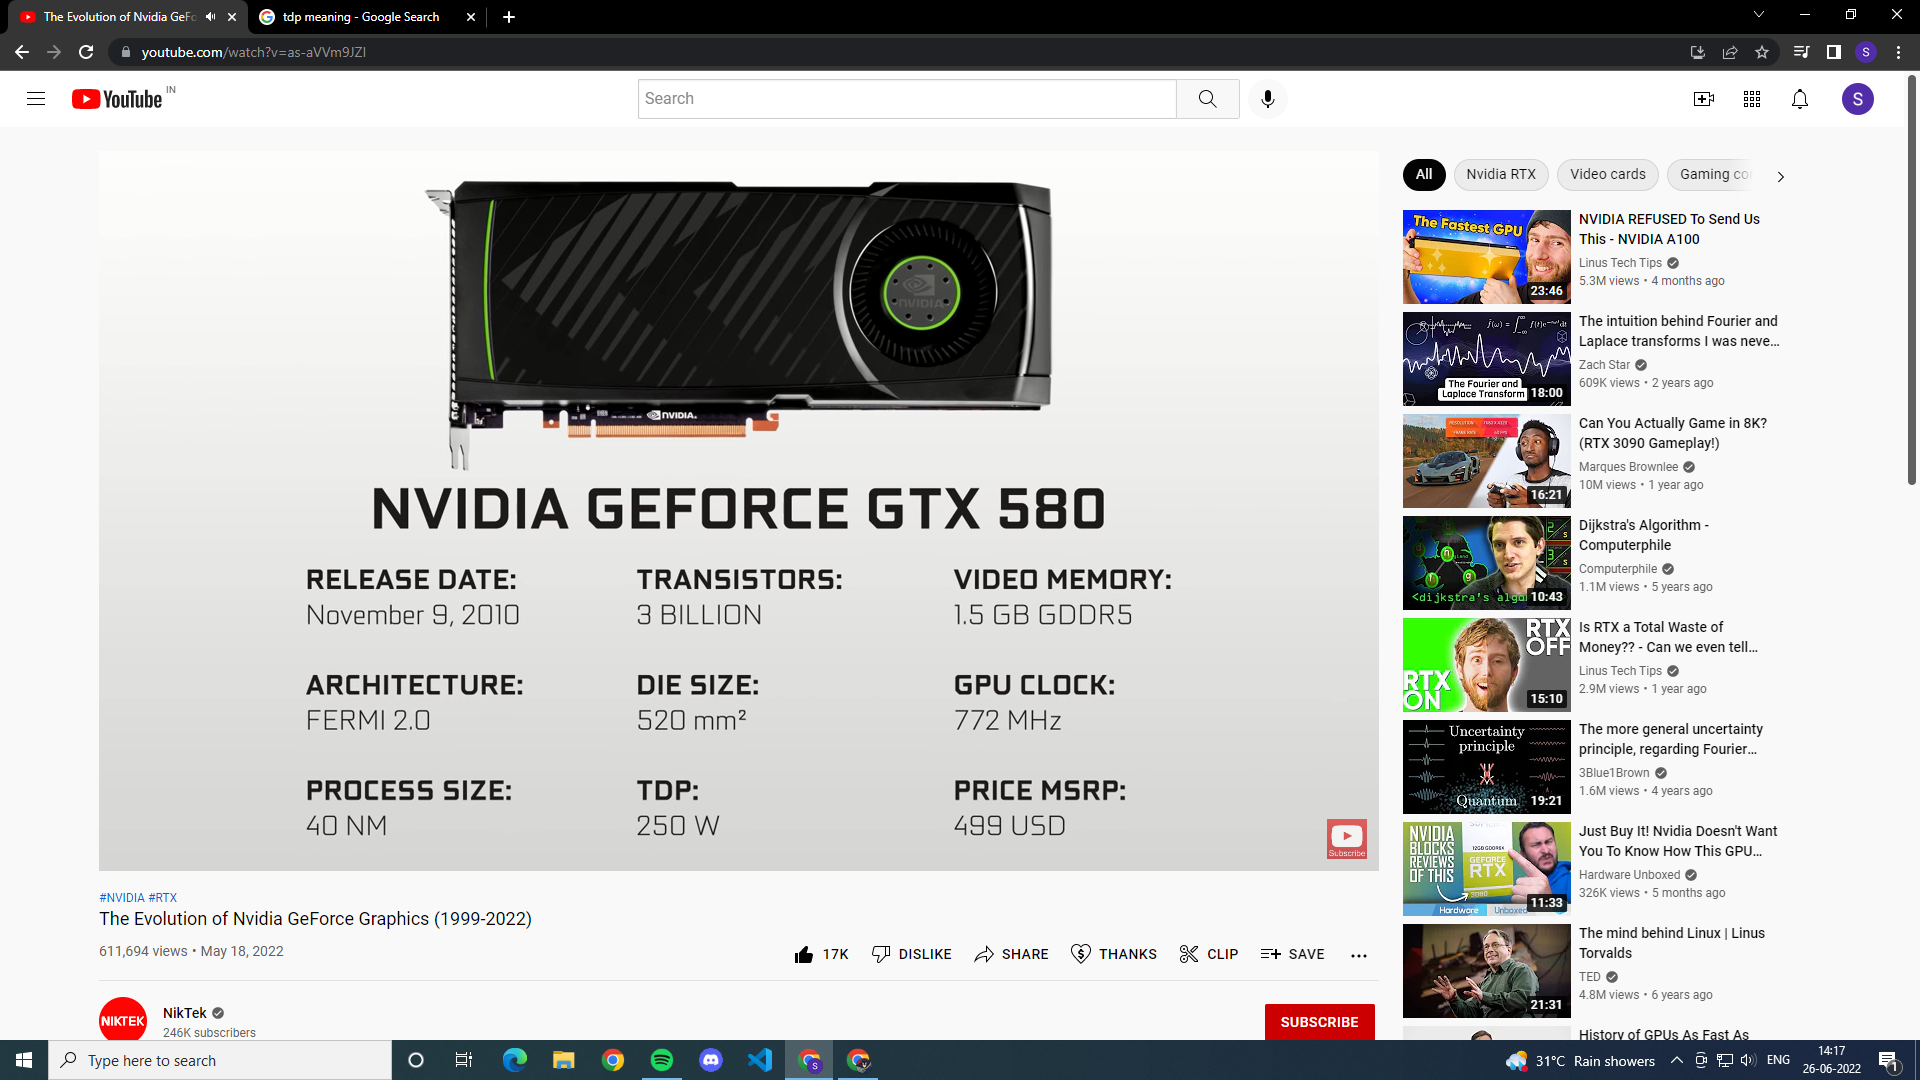 The Evolution of Nvidia GeFo
tdp meaning - Google Search
youtube.com/watch?v=as-aVVm9JZI
YouTube IN
Search
S
NVIDIA
NVIDIA.
NVIDIA GEFORCE GTX 580
RELEASE DATE:
November 9, 2010
TRANSISTORS:
3 BILLION
VIDEO MEMORY:
1.5 GB GDDR5
ARCHITECTURE:
FERMI 2.0
DIE SIZE:
520 mm²
GPU CLOCK:
772 MHz
PROCESS SIZE:
40 NM
TDP:
250 W
PRICE MSRP:
499 USD
Subscribe
#NVIDIA #RTX
The Evolution of Nvidia GeForce Graphics (1999-2022)
611,694 views • May 18, 2022
17K
DISLIKE
SHARE
THANKS
CLIP
SAVE
NIKTEK
NikTek
246K subscribers
SUBSCRIBE
All
Nvidia RTX
Video cards
Gaming co
The Fastest GPU
23:46
NVIDIA REFUSED To Send Us
This - NVIDIA A100
Linus Tech Tips
5.3M views • 4 months ago
The Fourier and
Laplace Transform
18:00
The intuition behind Fourier and
Laplace transforms I was neve...
Zach Star
609K views • 2 years ago
16:21
Can You Actually Game in 8K?
(RTX 3090 Gameplay!)
Marques Brownlee
10M views • 1 year ago
<dijkstra's algo
10:43
Dijkstra's Algorithm -
Computerphile
Computerphile
1.1M views • 5 years ago
RTX
OFF
RTX
ON
15:10
Is RTX a Total Waste of
Money?? - Can we even tell...
Linus Tech Tips
2.9M views • 1 year ago
Uncertainty
principle
Quantum
19:21
The more general uncertainty
principle, regarding Fourier...
3Blue1Brown
1.6M views • 4 years ago
NVIDIA
BLOCKS
REVIEWS
OF THIS
GEFORCE
RTX
Hardware Unboxed
11:33
Just Buy It! Nvidia Doesn't Want
You To Know How This GPU...
Hardware Unboxed
326K views • 5 months ago
21:31
The mind behind Linux | Linus
Torvalds
TED
4.8M views • 6 years ago
History of GPUs As Fast As
Type here to search
31°C Rain showers
ENG
14:17
26-06-2022
1